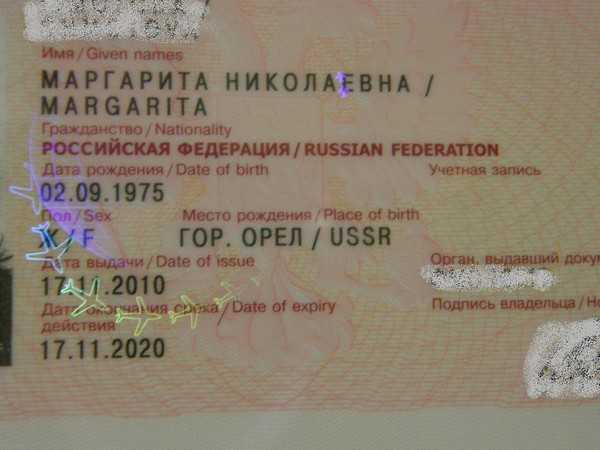 Имя / Given names
МАРГАРИТА НИКОЛАЕВНА /
MARGARITA
Гражданство / Nationality
РОССИЙСКАЯ ФЕДЕРАЦИЯ / RUSSIAN FEDERATION
Дата рождения / Date of birth Учетная запись
02.09.1975
Пол / Sex Место рождения / Place of birth
Ж / F ГОР. ОРЕЛ / USSR
Дата выдачи / Date of issue Орган, выдавший
17.11.2010
Дата окончания срока / Date of expiry Подпись владельца /
действия
17.11.2020